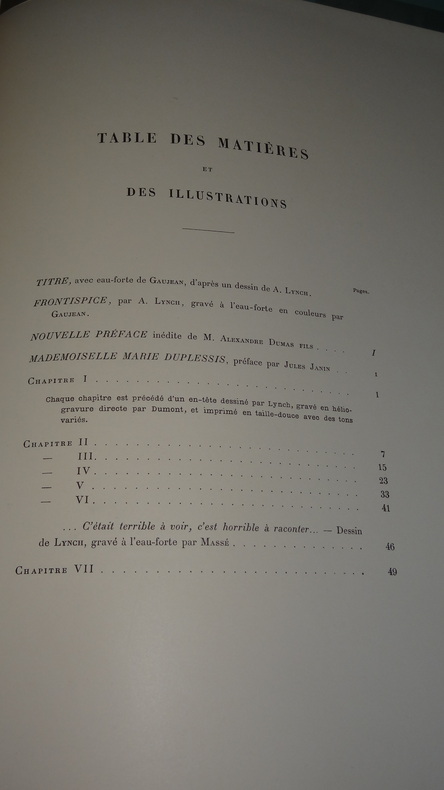 TABLE DES MATIÈRES
ET
DES ILLUSTRATIONS
Pages.
TITRE, avec eau-forte de GAUJEAN, d'après un dessin de A. LYNCH.
FRONTISPICE, par A. LYNCH, gravé à l'eau-forte en couleurs par
GAUJEAN.
NOUVELLE PRÉFACE inédite de M. ALEXANDRE DUMAS FILS . . . . I
MADEMOISELLE MARIE DUPLESSIS, préface par JULES JANIN . . 1
CHAPITRE I . . . . . . . . . . . . . . . . . . . . . 1
Chaque chapitre est précédé d'un en-tête dessiné par Lynch, gravé en hélio-
gravure directe par Dumont, et imprimé en taille-douce avec des tons
variés.
CHAPITRE II . . . . . . . . . . . . . . . . . . . . . 7
— III. . . . . . . . . . . . . . . . . . . . . 15
— IV . . . . . . . . . . . . . . . . . . . . . 23
— V . . . . . . . . . . . . . . . . . . . . . 33
— VI . . . . . . . . . . . . . . . . . . . . . 41
... C'était terrible à voir, c'est horrible à raconter... — Dessin
de LYNCH, gravé à l'eau-forte par MASSÉ . . . . . . . . . . . 46
CHAPITRE VII . . . . . . . . . . . . . . . . . . . . . 49